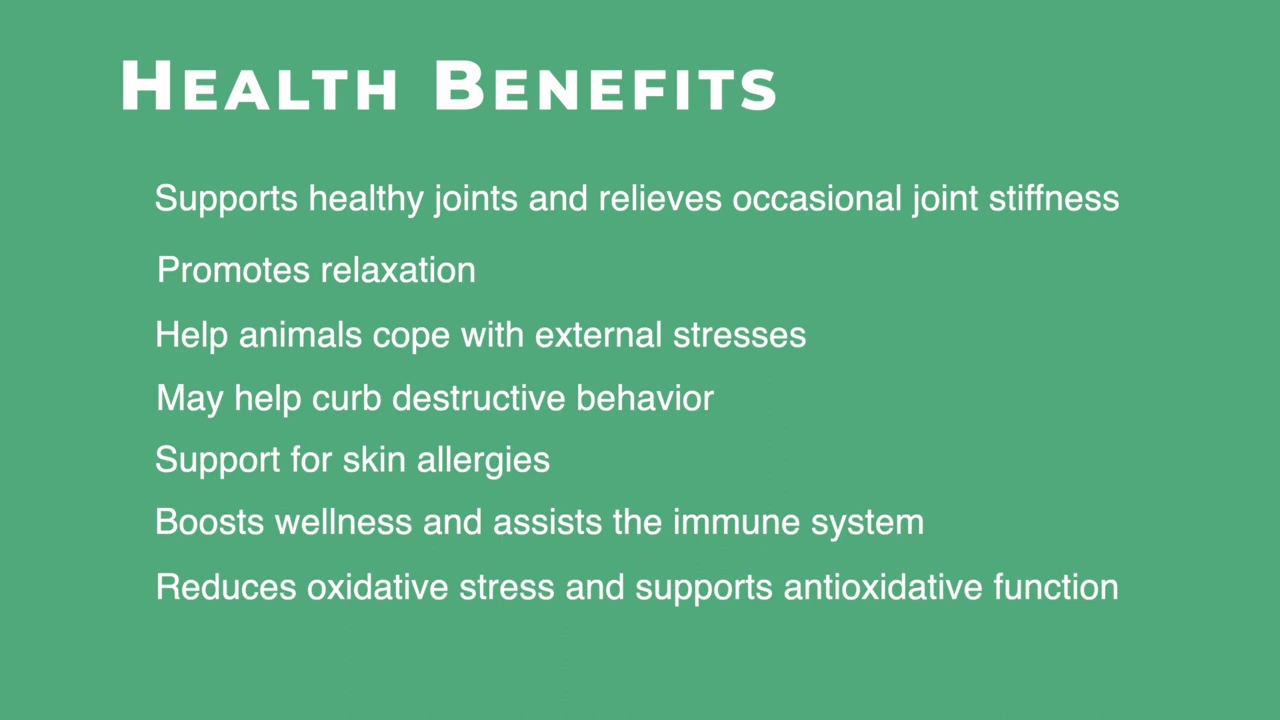 Health Benefits
Supports healthy joints and relieves occasional joint stiffness
Promotes relaxation
Help animals cope with external stresses
May help curb destructive behavior
Support for skin allergies
Boosts wellness and assists the immune system
Reduces oxidative stress and supports antioxidative function